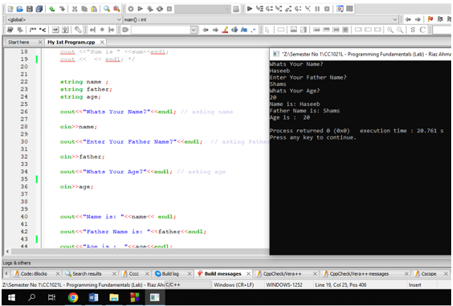 <global>
main() : int
Start here
My 1st Program.cpp
18 cout <<"Sum is " <<sum<<endl;
19 cout << << endl; */
20
21
22 string name ;
23 string father;
24 string age;
25
26 cout<<"Whats Your Name?"<<endl; // asking name
27
28 cin>>name;
29
30 cout<<"Enter Your Father Name?"<<endl; // asking Father
31
32 cin>>father;
33
34 cout<<"Whats Your Age?"<<endl; // asking age
35
36 cin>>age;
37
38
39
40 cout<<"Name is: "<<name<< endl;
41
42 cout<<"Father Name is: "<<father<<endl;
43
44 cout<<"Age is : "<<age<<endl;
"Z:\Semester No 1\CC1021L - Programming Fundamentals (Lab) - Riaz Ahm
Whats Your Name?
Haseeb
Enter Your Father Name?
Shams
Whats Your Age?
20
Name is: Haseeb
Father Name is: Shams
Age is : 20
Process returned 0 (0x0) execution time : 20.761 s
Press any key to continue.
Logs & others
Code::Blocks
Search results
Cccc
Build log
Build messages
CppCheck/Vera++
CppCheck/Vera++ messages
Cscope
Z:\Semester No 1\CC1021L - Programming Fundamentals (Lab) - Riaz Ah
C/C++
Windows (CR+LF)
WINDOWS-1252
Line 19, Col 25, Pos 406
Insert